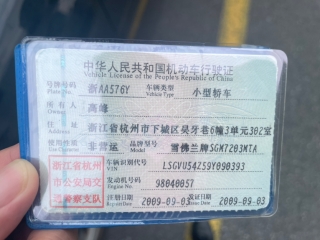 中华人民共和国机动车行驶证
Vehicle License of the People's Republic of China
号牌号码 浙AA576Y 车辆类型 小型轿车
Plate No. Vehicle Type
所有人 高峰
Owner
住址 浙江省杭州市下城区吴牙巷6幢3单元302室
Address
使用性质 非营运 品牌型号 雪佛兰牌SGM7203MTA
浙江省杭州市公安局交通警察支队
车辆识别代号 LSGVU54Z59Y090393
VIN
发动机号码 98040057
Engine No.
注册日期 2009-09-03 发证日期 2009-09-03
Register Date Issue Date